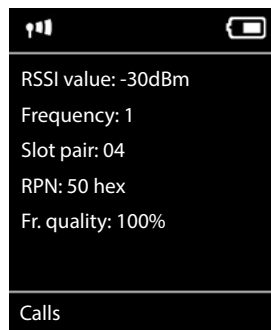 RSSI value: -30dBm
Frequency: 1
Slot pair: 04
RPN: 50 hex
Fr. quality: 100%
Calls